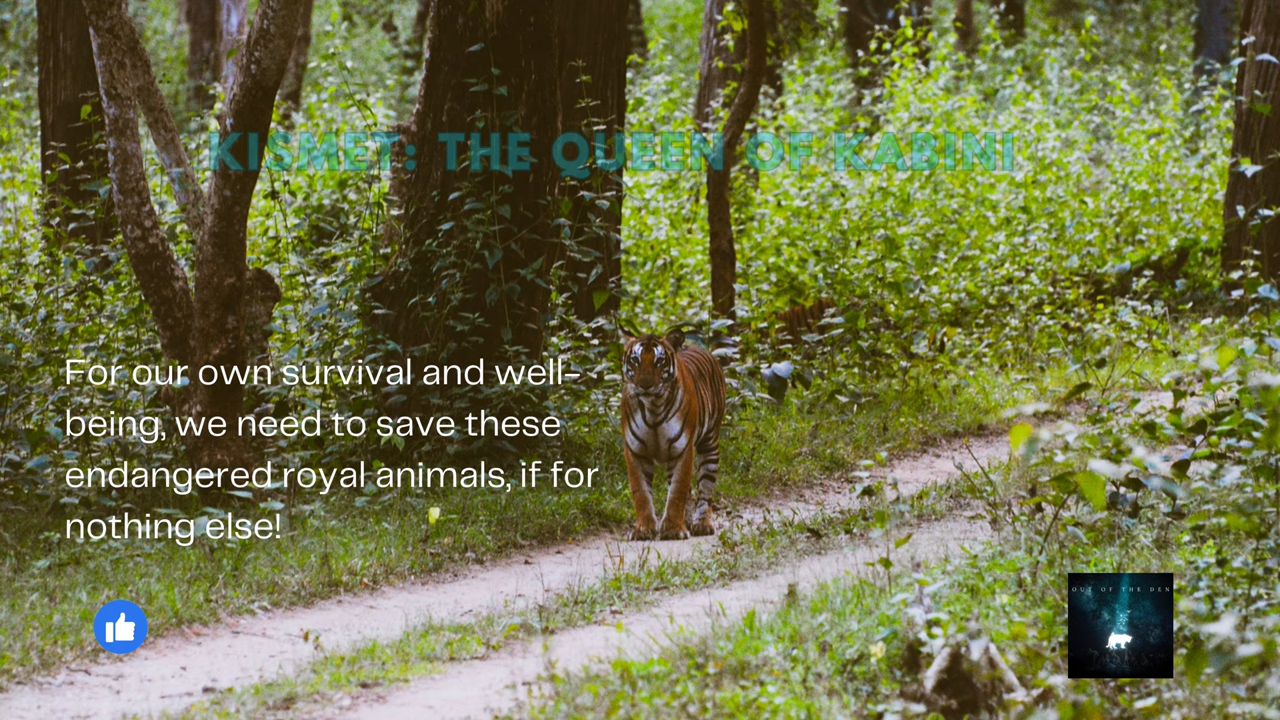 KISMET: THE QUEEN OF KABINI
For our own survival and well-
being, we need to save these
endangered royal animals, if for
nothing else!
OUT OF THE DEN